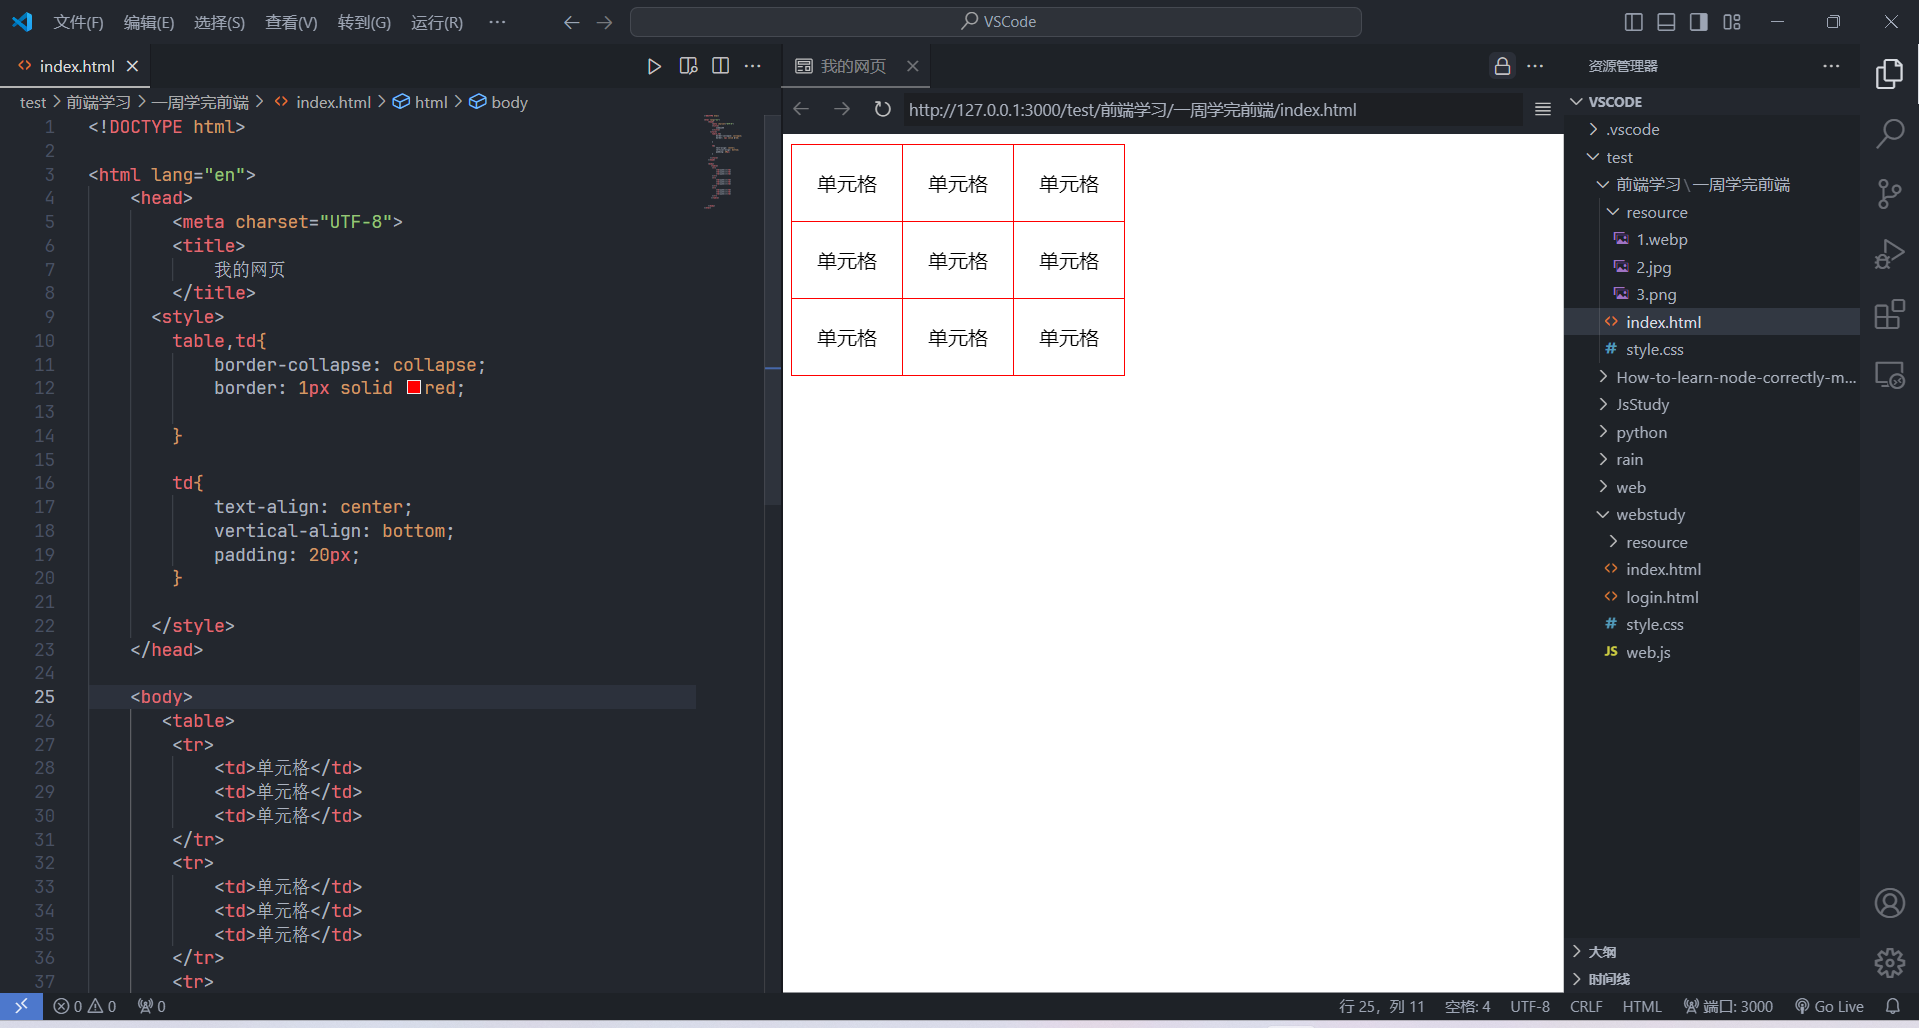 文件(F) 编辑(E) 选择(S) 查看(V) 转到(G) 运行(R) ··· VSCode
index.html
test > 前端学习 > 一周学完前端 > index.html > html > body
1 <!DOCTYPE html>
2
3 <html lang="en">
4 <head>
5 <meta charset="UTF-8">
6 <title>
7 我的网页
8 </title>
9 <style>
10 table,td{
11 border-collapse: collapse;
12 border: 1px solid red;
13
14 }
15
16 td{
17 text-align: center;
18 vertical-align: bottom;
19 padding: 20px;
20 }
21
22 </style>
23 </head>
24
25 <body>
26 <table>
27 <tr>
28 <td>单元格</td>
29 <td>单元格</td>
30 <td>单元格</td>
31 </tr>
32 <tr>
33 <td>单元格</td>
34 <td>单元格</td>
35 <td>单元格</td>
36 </tr>
37 <tr>
我的网页
http://127.0.0.1:3000/test/前端学习/一周学完前端/index.html
单元格 单元格 单元格
单元格 单元格 单元格
单元格 单元格 单元格
资源管理器
VSCODE
.vscode
test
前端学习\一周学完前端
resource
1.webp
2.jpg
3.png
index.html
# style.css
How-to-learn-node-correctly-m...
JsStudy
python
rain
web
webstudy
resource
index.html
login.html
# style.css
JS web.js
大纲
时间线
0 0 0
行 25，列 11 空格: 4 UTF-8 CRLF HTML 端口: 3000 Go Live